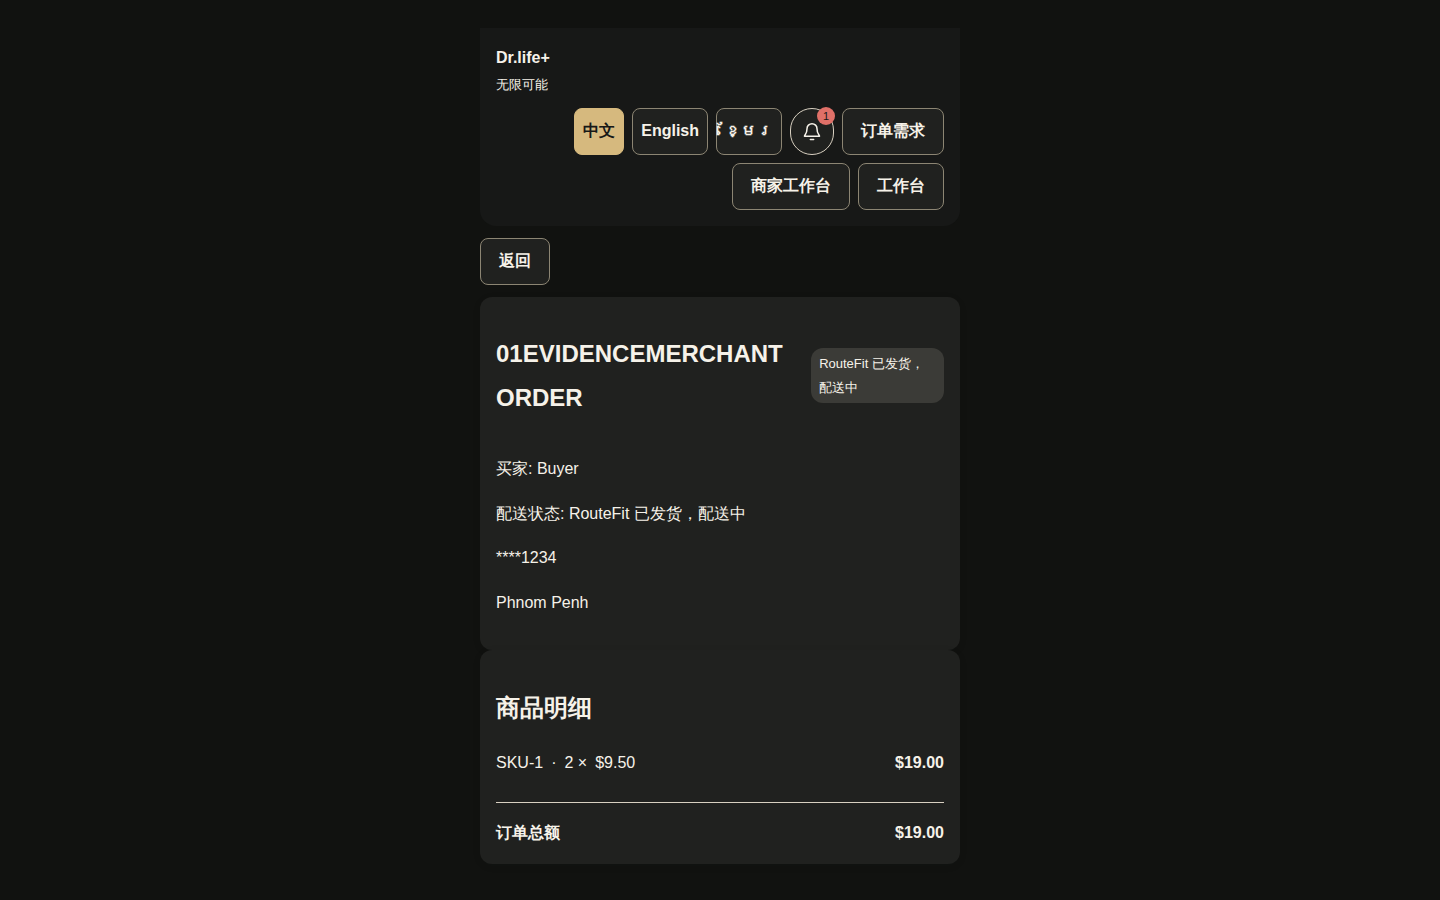 Dr.life+
无限可能
中文 English ខ្មែរ 1 订单需求
商家工作台 工作台
返回
01EVIDENCEMERCHANT
ORDER
RouteFit 已发货，
配送中
买家: Buyer
配送状态: RouteFit 已发货，配送中
****1234
Phnom Penh
商品明细
SKU-1 · 2 × $9.50 $19.00
订单总额 $19.00